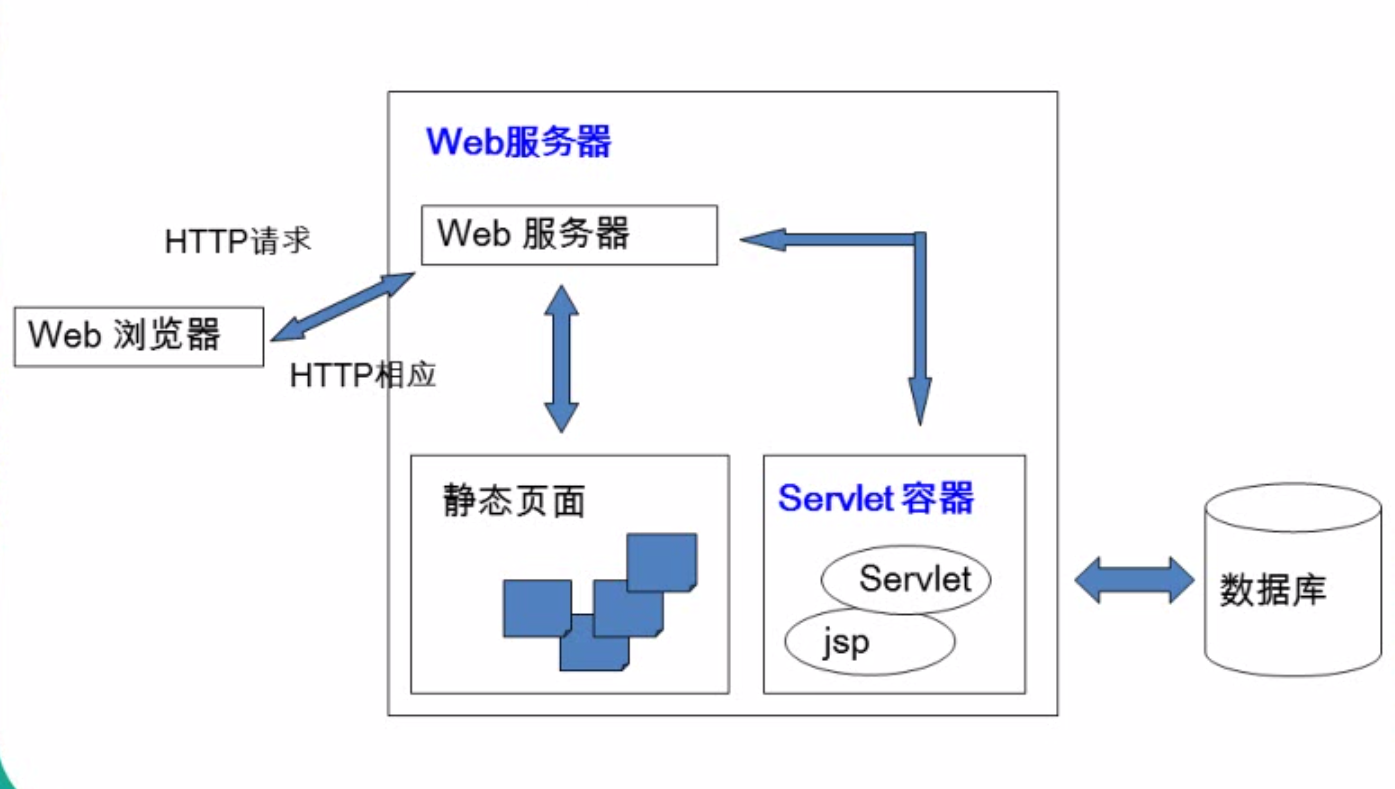 Web服务器
Web 服务器
HTTP请求
Web 浏览器
HTTP相应
静态页面
Servlet 容器
Servlet
jsp
数据库